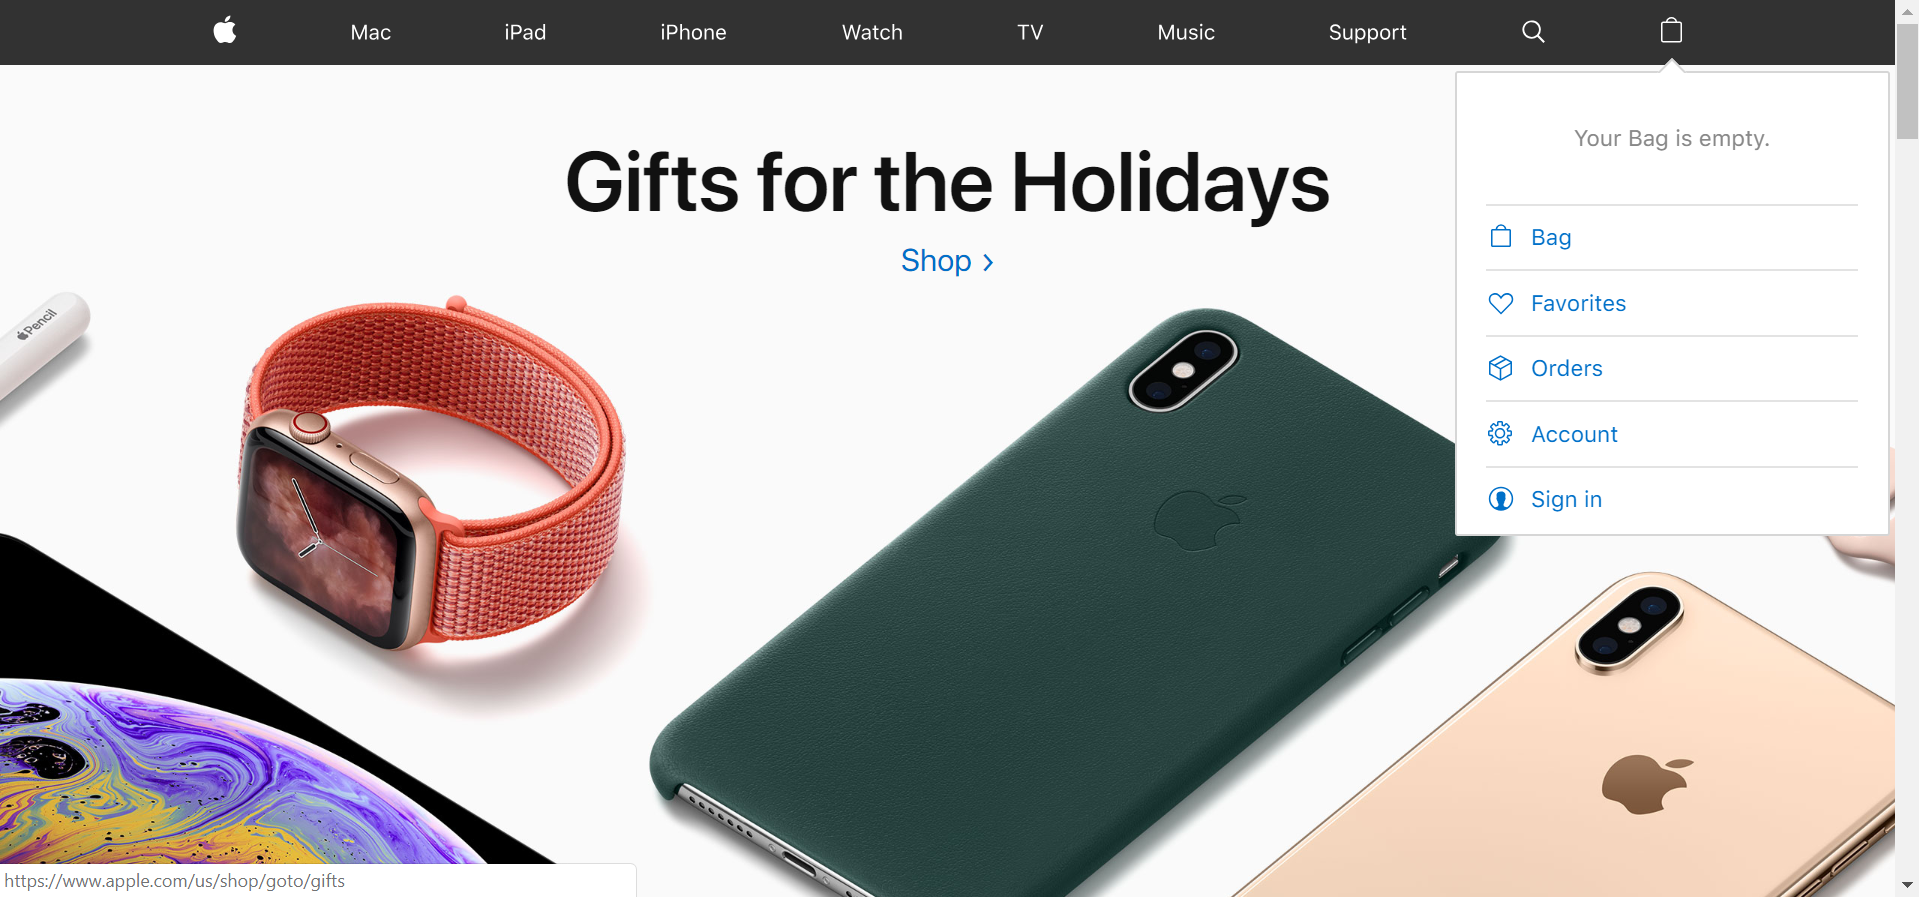 Mac iPad iPhone Watch TV Music Support
Your Bag is empty.
Gifts for the Holidays
Shop ›
Bag
Favorites
Orders
Account
Sign in
Pencil
https://www.apple.com/us/shop/goto/gifts